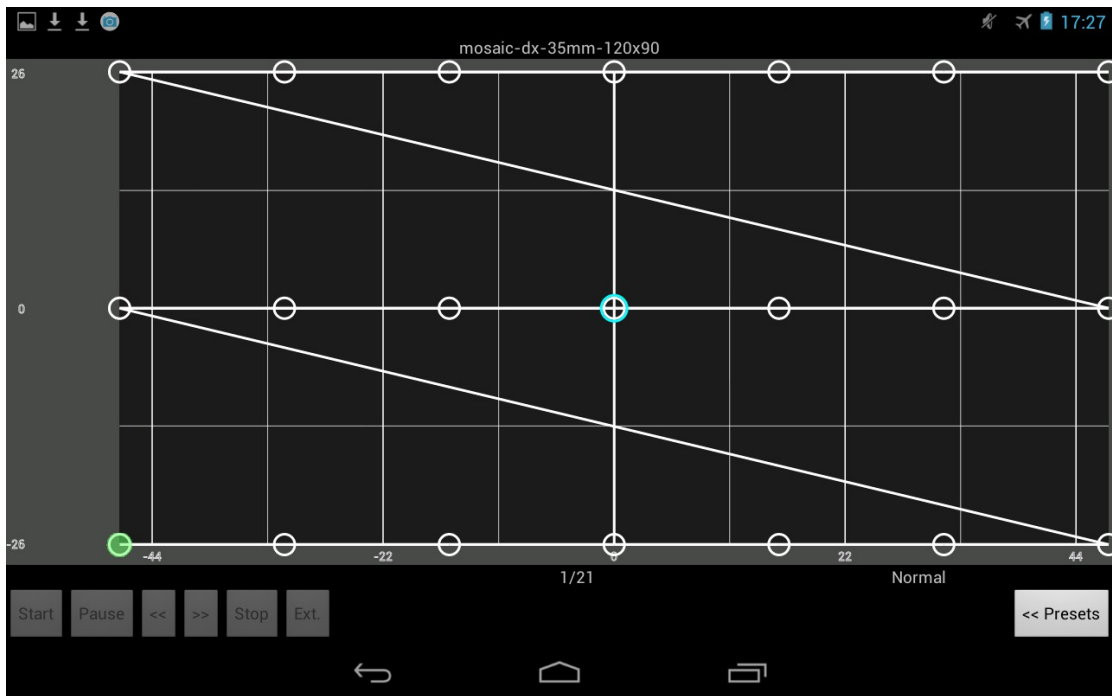 17:27
mosaic-dx-35mm-120x90
26
0
-26
-44 -22 0 22 44
1/21 Normal
Start Pause << >> Stop Ext. << Presets